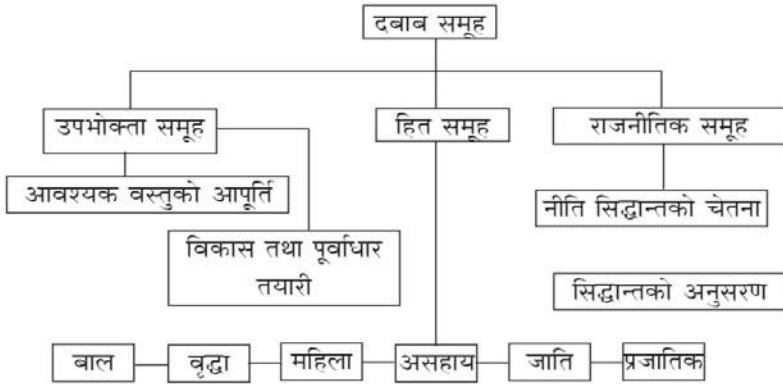 दबाब समूह
उपभोक्ता समूह
हित समूह
राजनीतिक समूह
आवश्यक वस्तुको आपूर्ति
नीति सिद्धान्तको चेतना
विकास तथा पूर्वाधार
तयारी
सिद्धान्तको अनुसरण
बाल
वृद्धा
महिला
असहाय
जाति
प्रजातिक